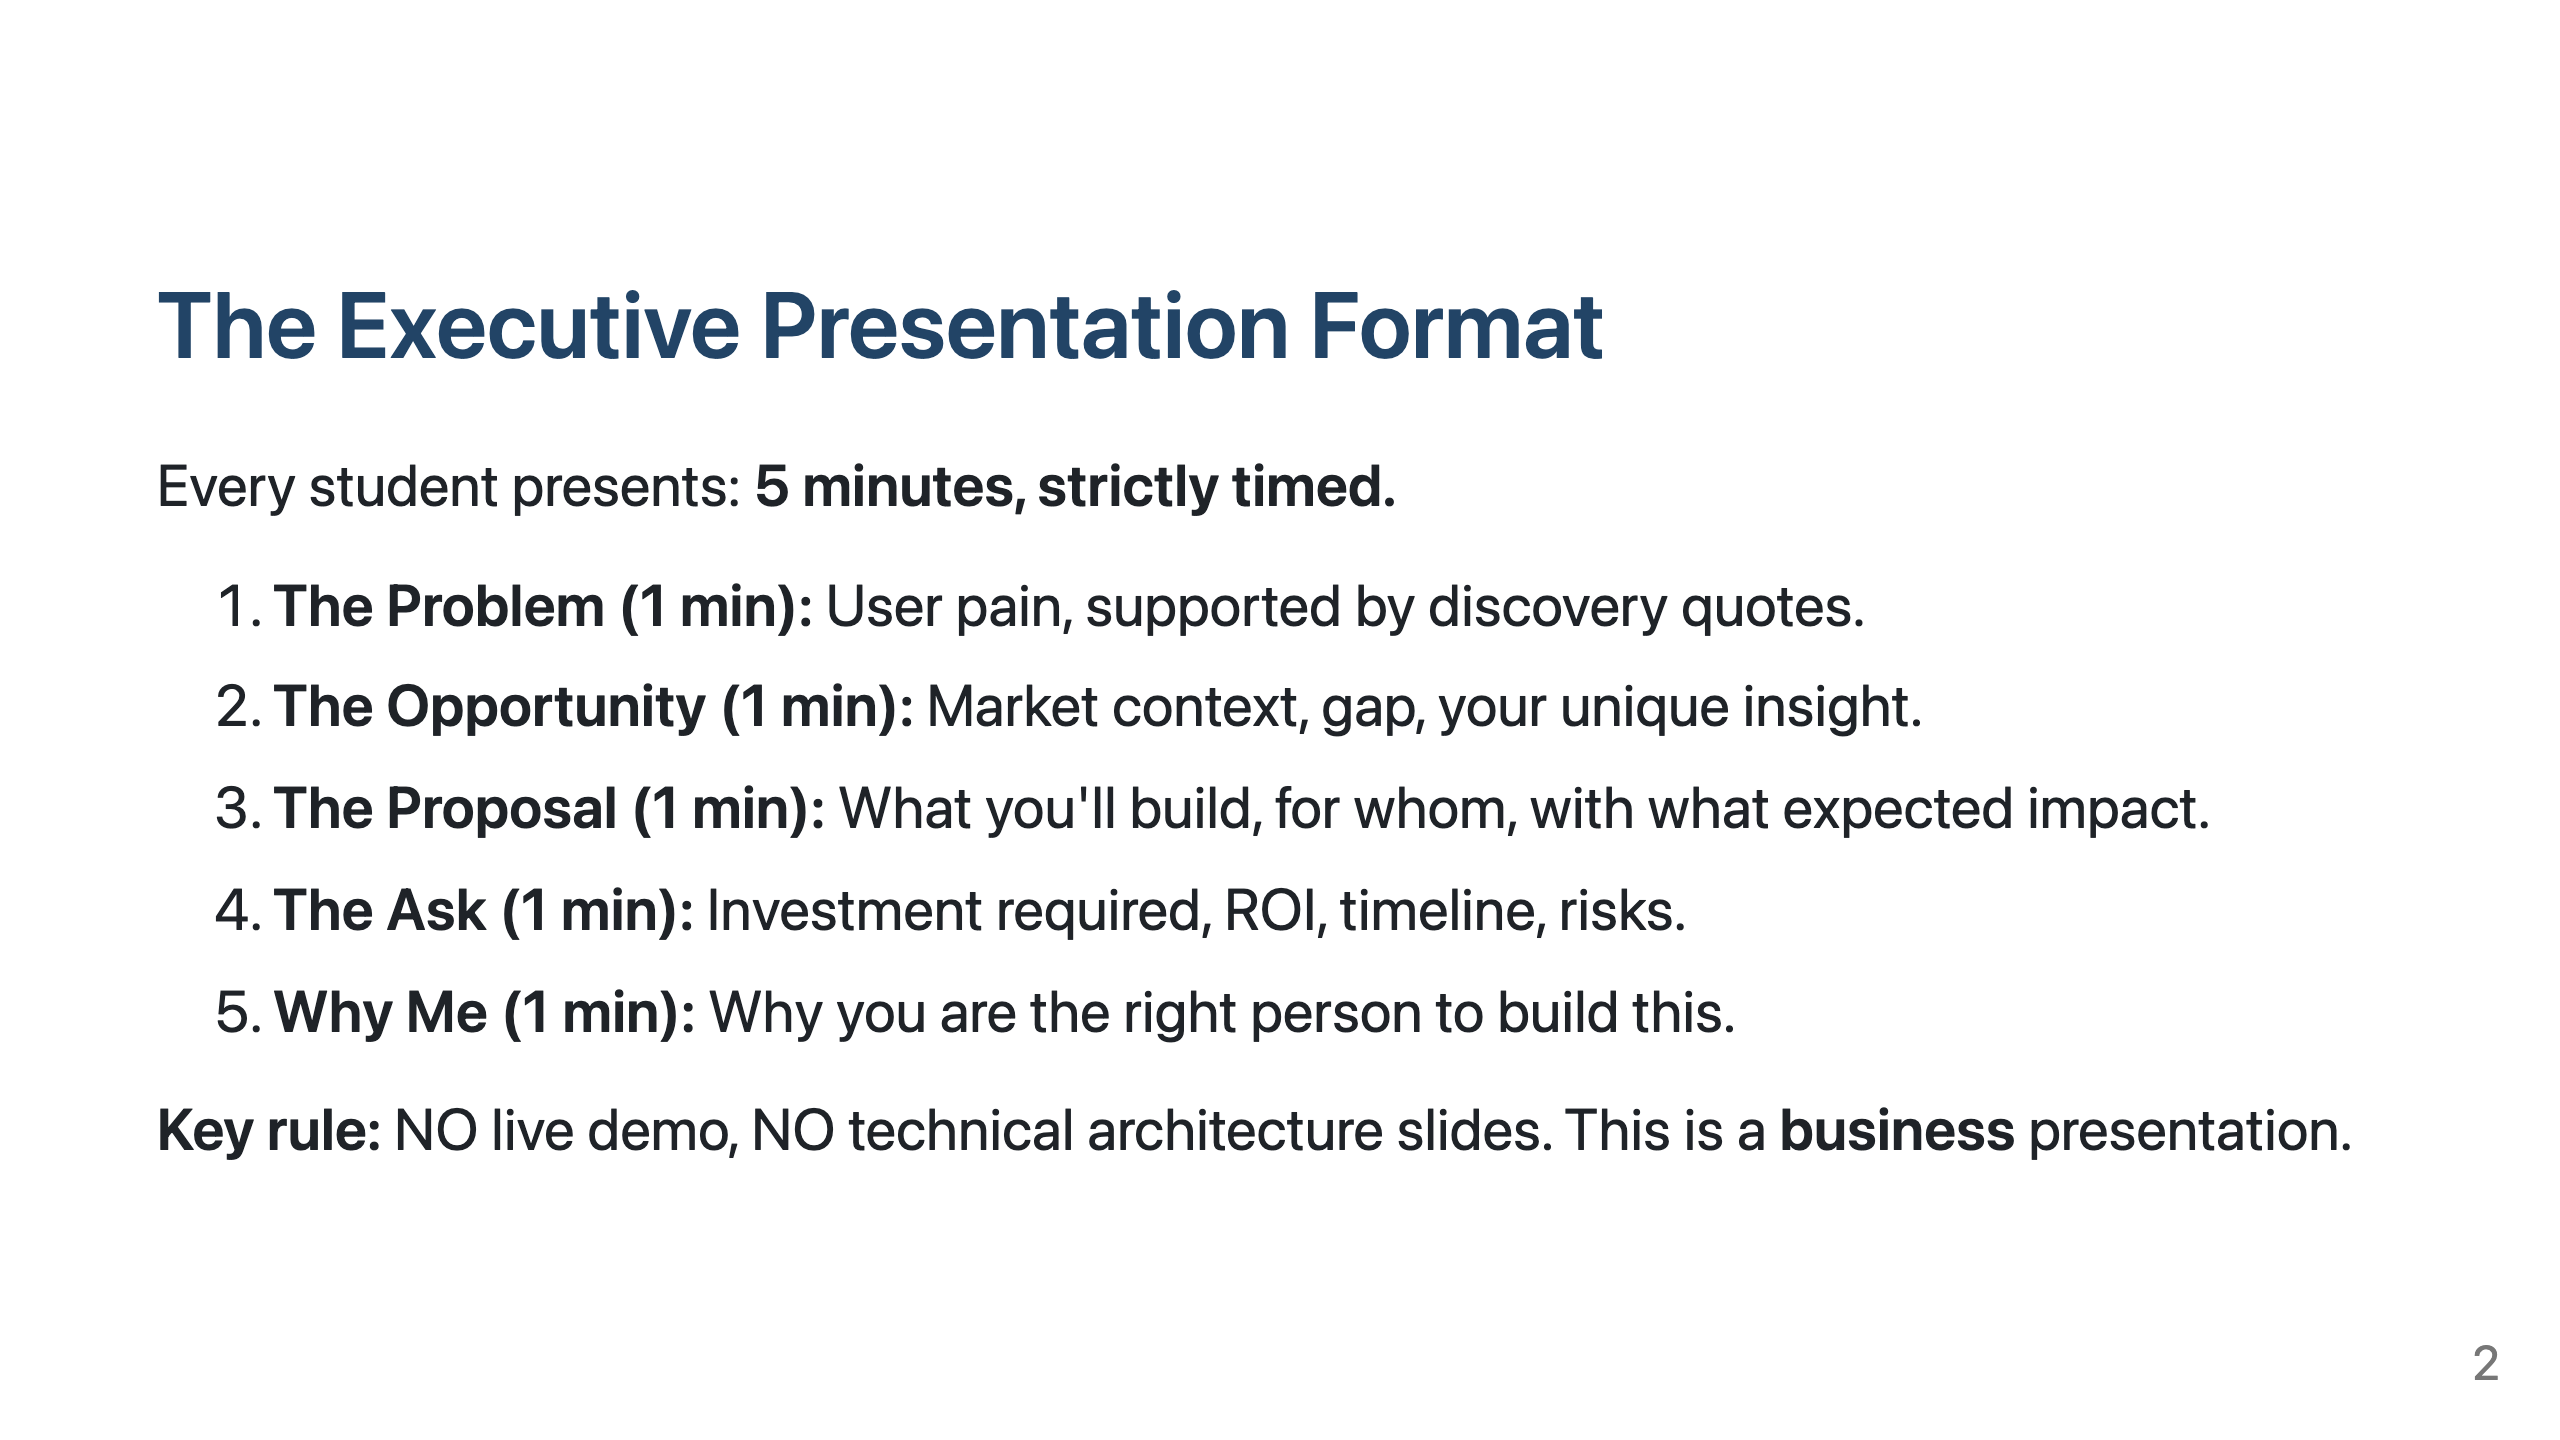 The Executive Presentation Format
Every student presents: 5 minutes, strictly timed.
1. The Problem (1 min): User pain, supported by discovery quotes.
2. The Opportunity (1 min): Market context, gap, your unique insight.
3. The Proposal (1 min): What you'll build, for whom, with what expected impact.
4. The Ask (1 min): Investment required, ROI, timeline, risks.
5. Why Me (1 min): Why you are the right person to build this.
Key rule: NO live demo, NO technical architecture slides. This is a business presentation.
2